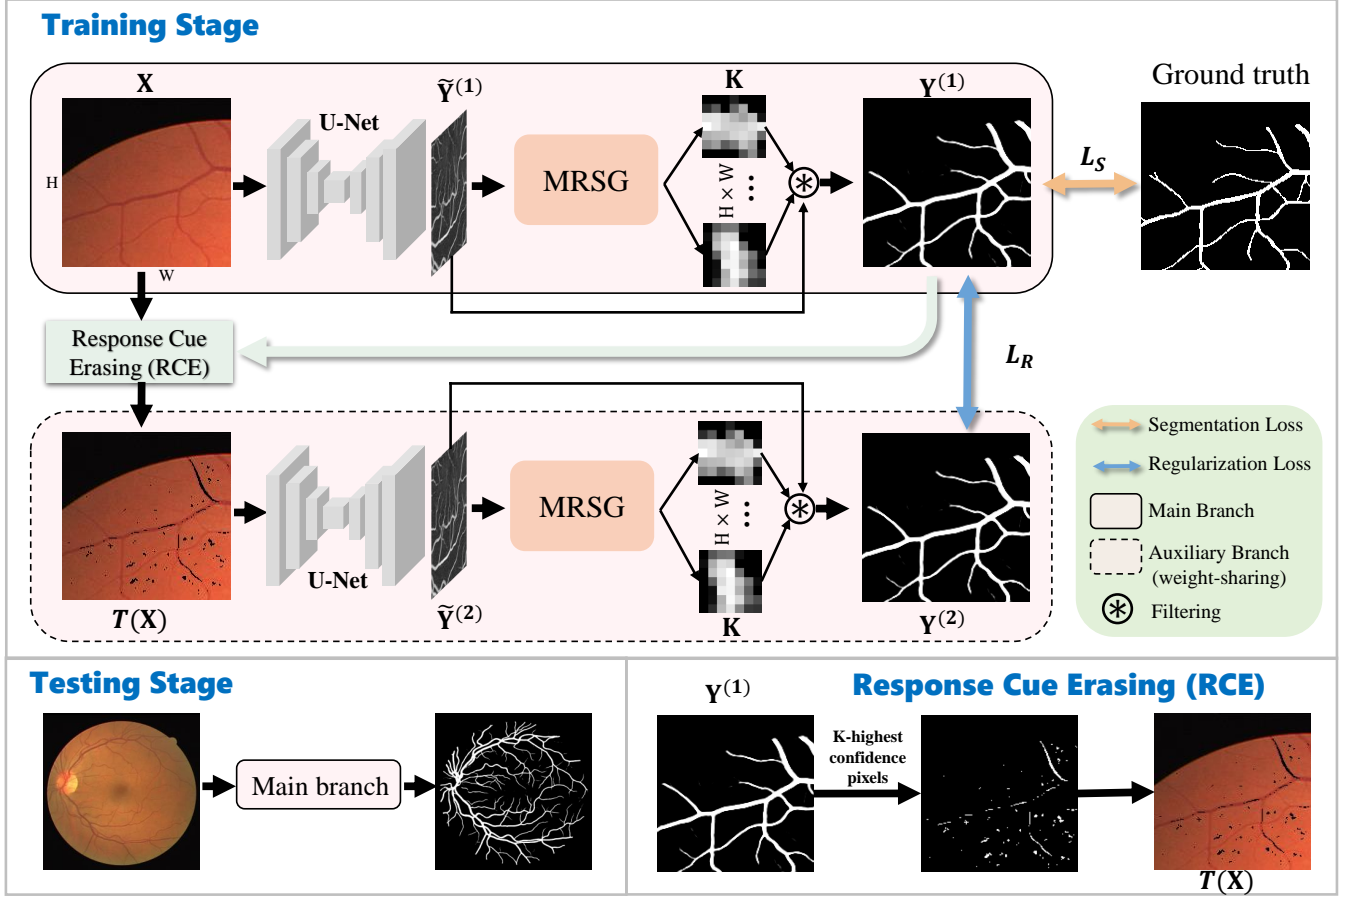 Training Stage
X
U-Net
Ỹ(1)
MRSG
K
H × W
Y(1)
Ground truth
H
W
L_S
Response Cue
Erasing (RCE)
L_R
T(X)
U-Net
Ỹ(2)
MRSG
K
H × W
Y(2)
Segmentation Loss
Regularization Loss
Main Branch
Auxiliary Branch
(weight-sharing)
Filtering
Testing Stage
Main branch
Response Cue Erasing (RCE)
Y(1)
K-highest
confidence
pixels
T(X)